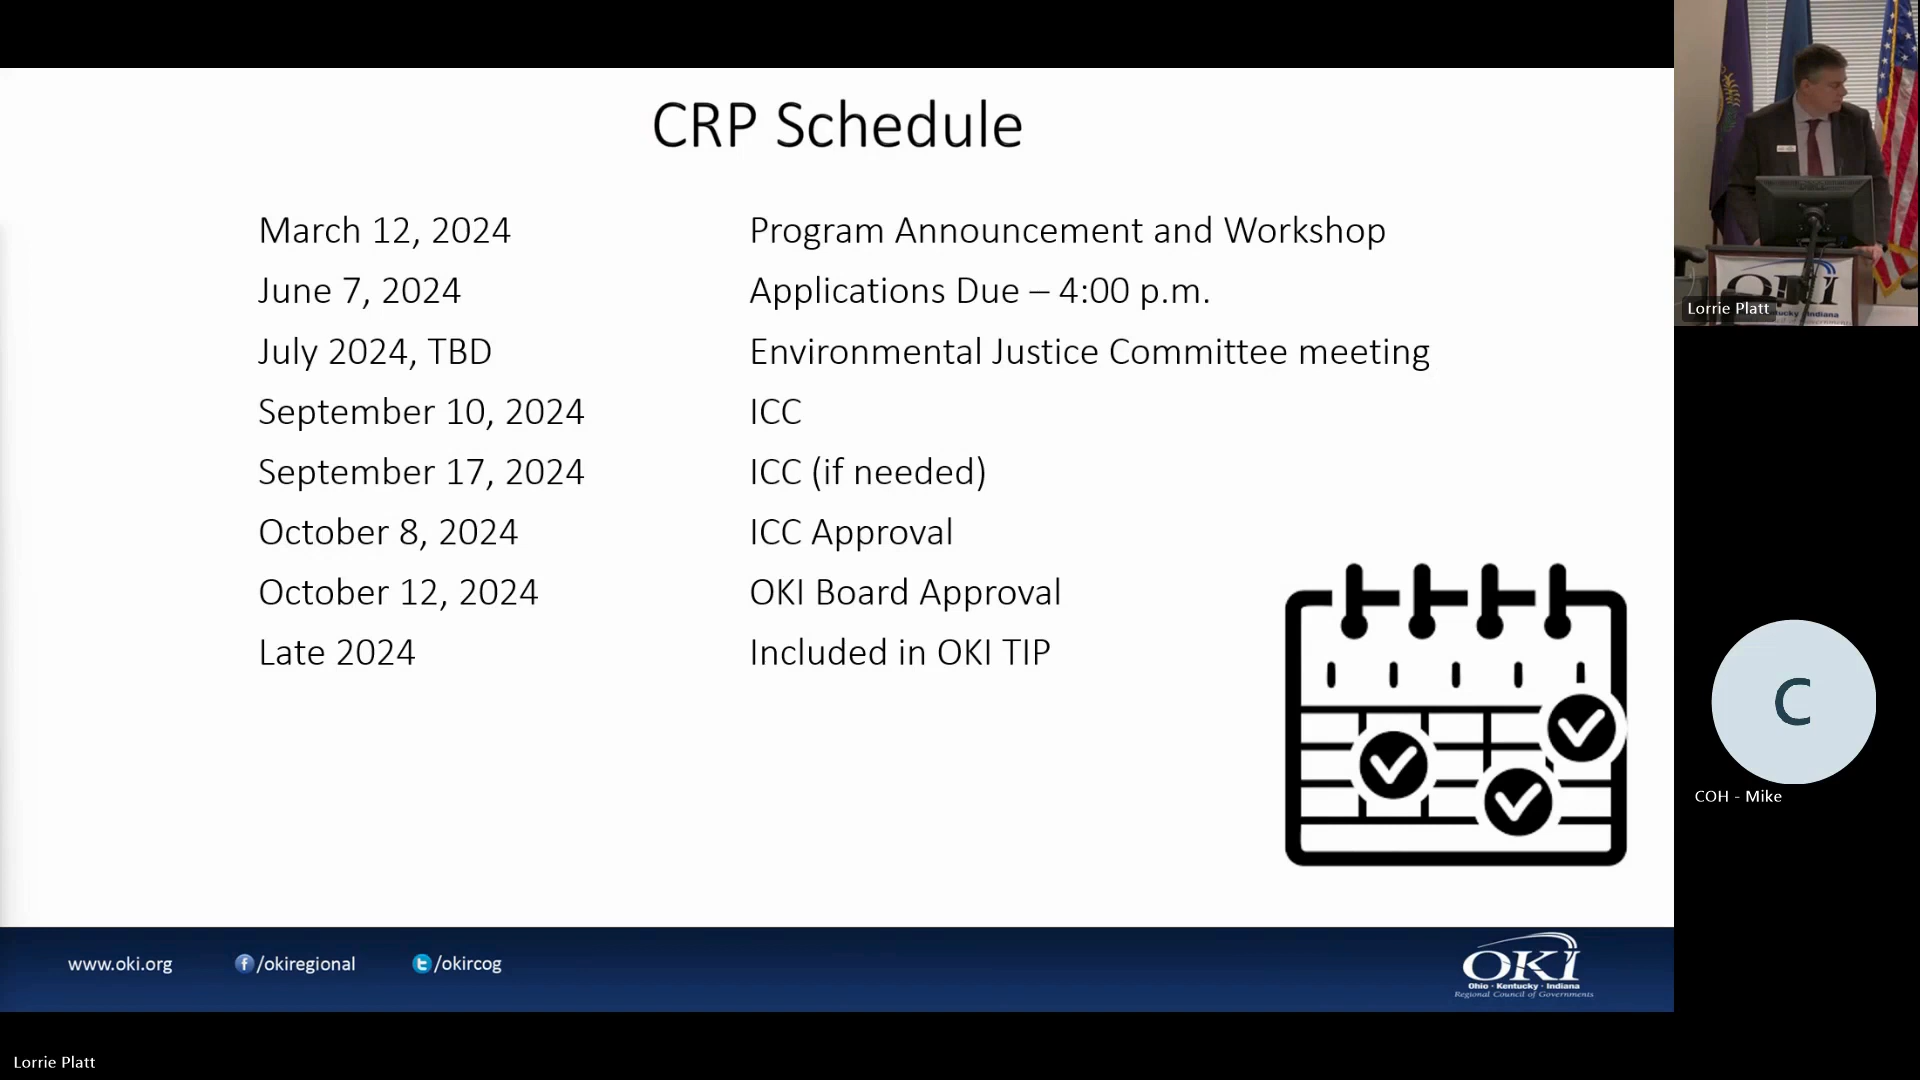 CRP Schedule
March 12, 2024 Program Announcement and Workshop
June 7, 2024 Applications Due – 4:00 p.m.
July 2024, TBD Environmental Justice Committee meeting
September 10, 2024 ICC
September 17, 2024 ICC (if needed)
October 8, 2024 ICC Approval
October 12, 2024 OKI Board Approval
Late 2024 Included in OKI TIP
www.oki.org /okiregional /okircog
OKI
Ohio · Kentucky · Indiana
Regional Council of Governments
OKI
Lorrie Platt
C
COH - Mike
Lorrie Platt